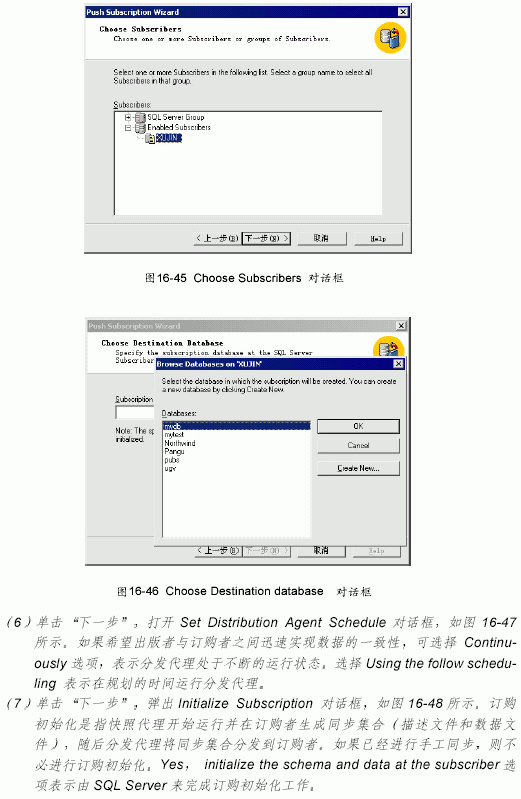 Push Subscription Wizard
Choose Subscribers
Choose one or more Subscribers or groups of Subscribers.
Select one or more Subscribers in the following list. Select a group name to select all
Subscribers in that group.
Subscribers:
SQL Server Group
Enabled Subscribers
XUJIN
< 上一步(B)
下一步(N) >
取消
Help
图16-45 Choose Subscribers 对话框
Push Subscription Wizard
Choose Destination Database
Specify the subscription database at the SQL Server
Subscriber
Browse Databases on 'XUJIN'
Select the database in which the subscription will be created. You can create
a new database by clicking Create New.
Subscription
Databases:
Note: The sp
initialized.
mydb
mytest
Northwind
Pangu
pubs
ugv
OK
Cancel
Create New...
< 上一步(B)
下一步(N) >
取消
Help
图16-46 Choose Destination database 对话框
(6)单击“下一步”,打开 Set Distribution Agent Schedule 对话框,如图 16-47
所示。如果希望出版者与订购者之间迅速实现数据的一致性,可选择 Continu-
ously 选项,表示分发代理处于不断的运行状态。选择 Using the follow schedu-
ling 表示在规划的时间运行分发代理。
(7)单击“下一步”,弹出 Initialize Subscription 对话框,如图 16-48 所示。订购
初始化是指快照代理开始运行并在订购者生成同步集合(描述文件和数据文
件),随后分发代理将同步集合分发到订购者。如果已经进行手工同步,则不
必进行订购初始化。Yes, initialize the schema and data at the subscriber 选
项表示由 SQL Server 来完成订购初始化工作。